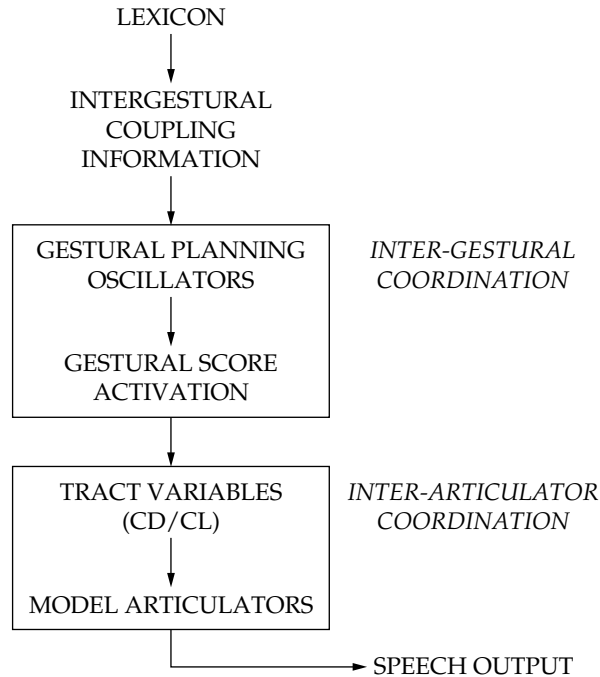 LEXICON
INTERGESTURAL
COUPLING
INFORMATION
GESTURAL PLANNING
OSCILLATORS
INTER-GESTURAL
COORDINATION
GESTURAL SCORE
ACTIVATION
TRACT VARIABLES
(CD/CL)
INTER-ARTICULATOR
COORDINATION
MODEL ARTICULATORS
SPEECH OUTPUT